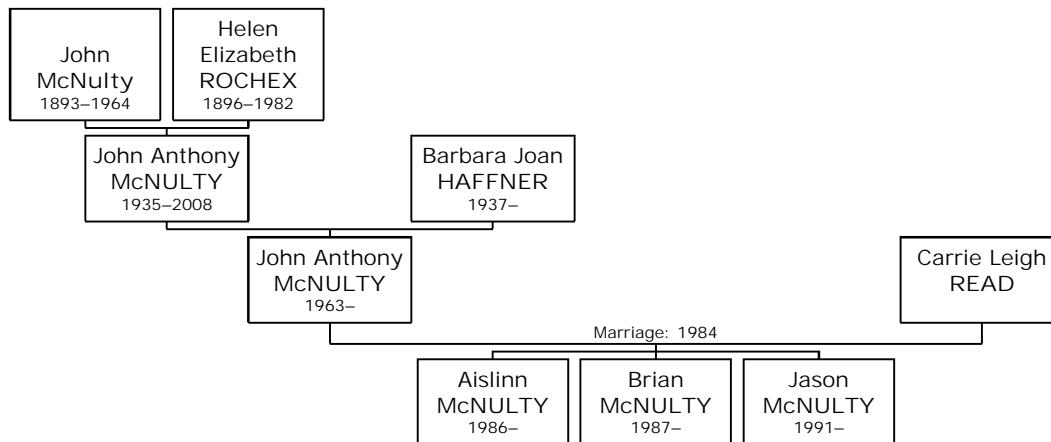 John
McNulty
1893–1964
Helen
Elizabeth
ROCHEX
1896–1982
John Anthony
McNULTY
1935–2008
Barbara Joan
HAFFNER
1937–
John Anthony
McNULTY
1963–
Carrie Leigh
READ
Marriage: 1984
Aislinn
McNULTY
1986–
Brian
McNULTY
1987–
Jason
McNULTY
1991–